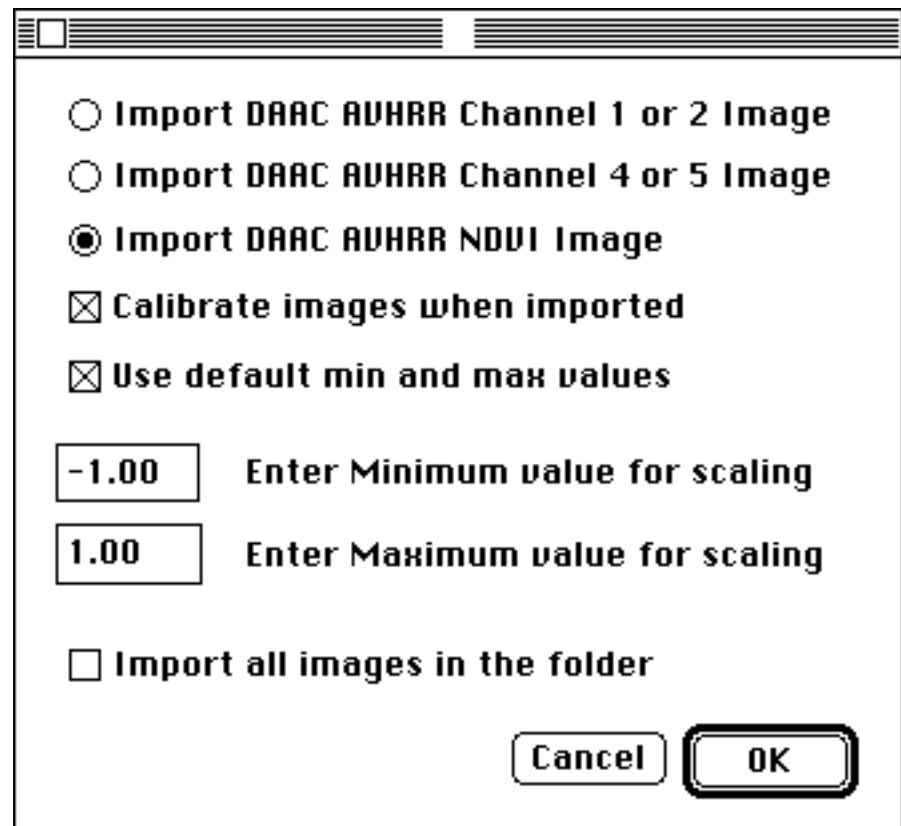 Import DAAC AVHRR Channel 1 or 2 Image
Import DAAC AVHRR Channel 4 or 5 Image
Import DAAC AVHRR NDVI Image
Calibrate images when imported
Use default min and max values
-1.00 Enter Minimum value for scaling
1.00 Enter Maximum value for scaling
Import all images in the folder
Cancel OK